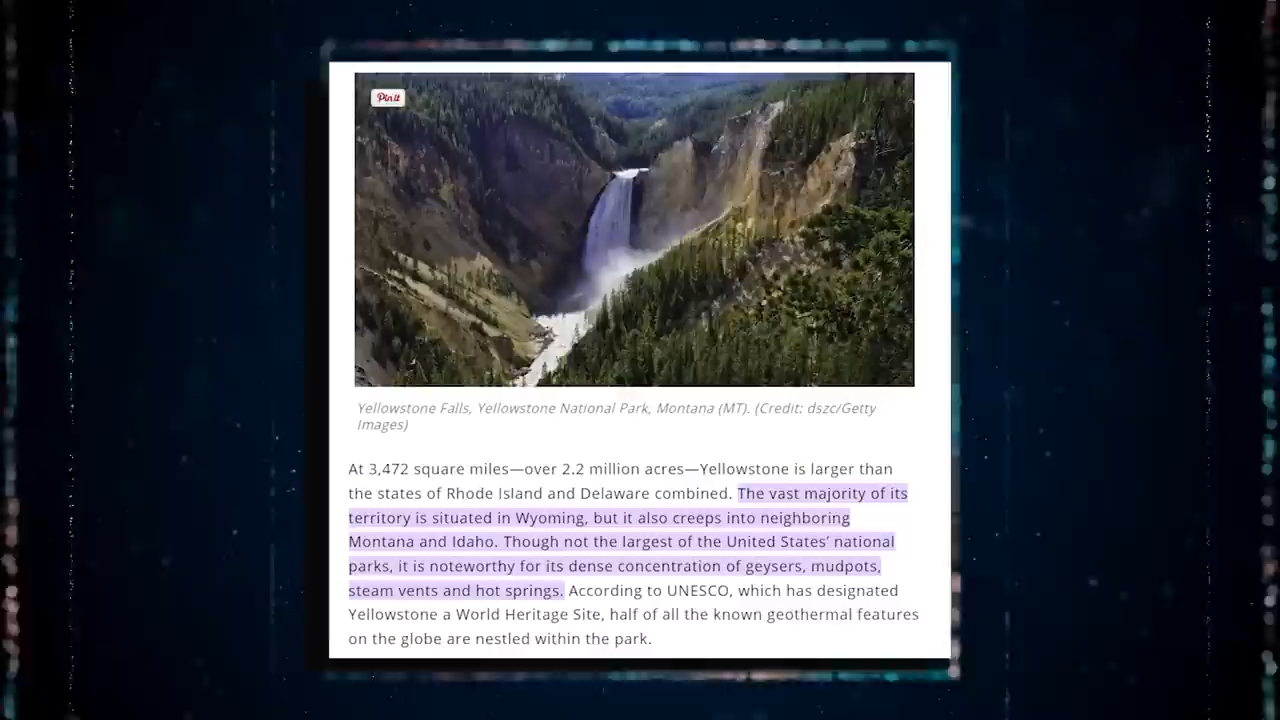 Pin it
Yellowstone Falls, Yellowstone National Park, Montana (MT). (Credit: dszc/Getty
Images)
At 3,472 square miles—over 2.2 million acres—Yellowstone is larger than
the states of Rhode Island and Delaware combined. The vast majority of its
territory is situated in Wyoming, but it also creeps into neighboring
Montana and Idaho. Though not the largest of the United States’ national
parks, it is noteworthy for its dense concentration of geysers, mudpots,
steam vents and hot springs. According to UNESCO, which has designated
Yellowstone a World Heritage Site, half of all the known geothermal features
on the globe are nestled within the park.